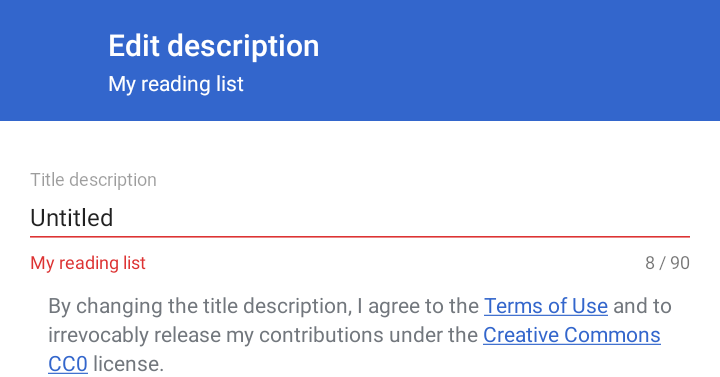 Edit description
My reading list
Title description
Untitled
My reading list 8 / 90
By changing the title description, I agree to the Terms of Use and to
irrevocably release my contributions under the Creative Commons
CC0 license.